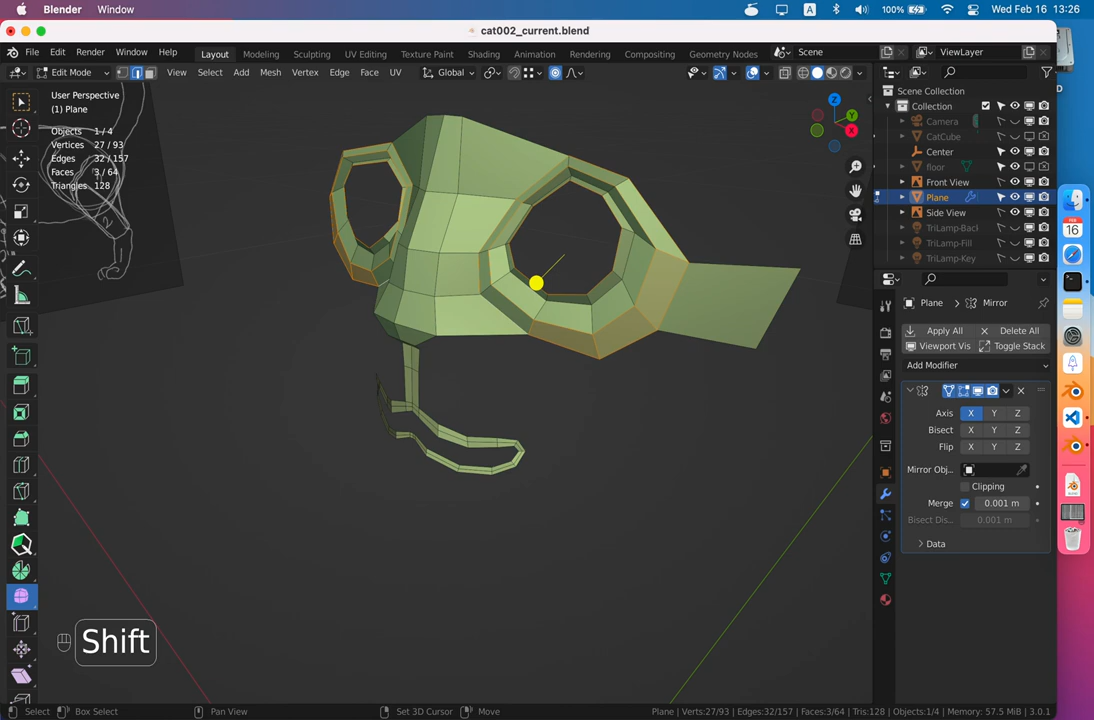 Blender Window 100% Wed Feb 16 13:26
cat002_current.blend
File Edit Render Window Help Layout Modeling Sculpting UV Editing Texture Paint Shading Animation Rendering Compositing Geometry Nodes Scene ViewLayer
Edit Mode View Select Add Mesh Vertex Edge Face UV Global
User Perspective
(1) Plane
Objects 1/4
Vertices 27/93
Edges 32/157
Faces 3/64
Triangles 128
Z
Y
X
Scene Collection
Collection
Camera
CatCube
Center
floor
Front View
Plane
Side View
TriLamp-Back
TriLamp-Fill
TriLamp-Key
Plane Mirror
Apply All Delete All
Viewport Vis Toggle Stack
Add Modifier
Axis X Y Z
Bisect X Y Z
Flip X Y Z
Mirror Obj...
Clipping
Merge 0.001 m
Bisect Dis... 0.001 m
Data
FEB
16
Shift
Select Box Select Pan View Set 3D Cursor Move Plane | Verts:27/93 | Edges:32/157 | Faces:3/64 | Tris:128 | Objects:1/4 | Memory: 57.5 MiB | 3.0.1